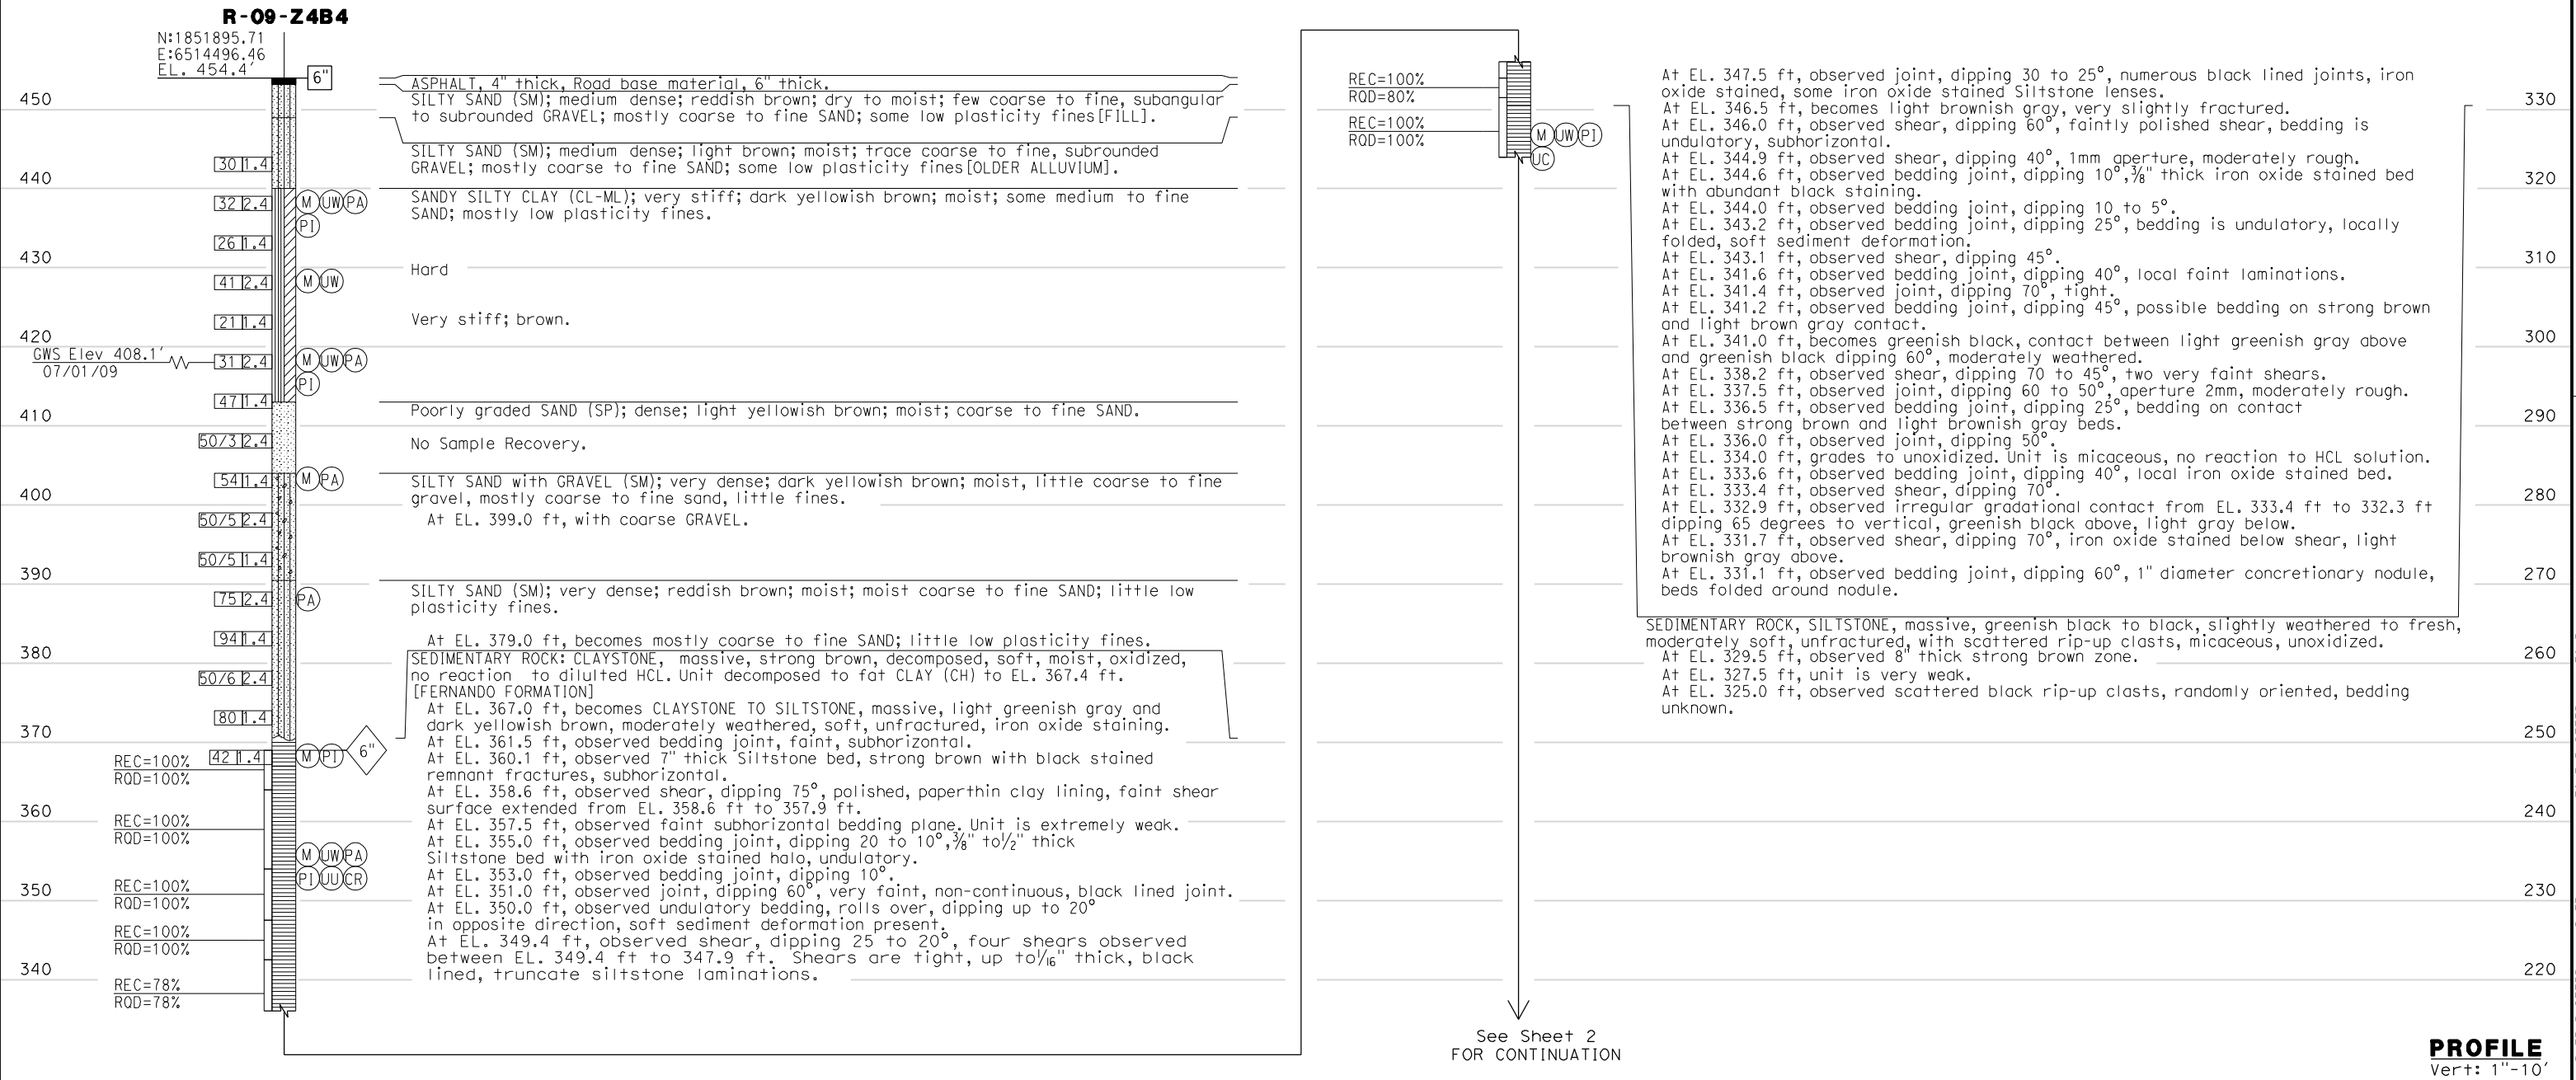 R-09-Z4B4
N:1851895.71
E:6514496.46
EL. 454.4'
6"
ASPHALT, 4" thick, Road base material, 6" thick.
450
SILTY SAND (SM); medium dense; reddish brown; dry to moist; few coarse to fine, subangular
to subrounded GRAVEL; mostly coarse to fine SAND; some low plasticity fines[FILL].
SILTY SAND (SM); medium dense; light brown; moist; trace coarse to fine, subrounded
GRAVEL; mostly coarse to fine SAND; some low plasticity fines[OLDER ALLUVIUM].
30 1.4
440
SANDY SILTY CLAY (CL-ML); very stiff; dark yellowish brown; moist; some medium to fine
SAND; mostly low plasticity fines.
32 2.4 M UW PA
PI
26 1.4
430
Hard
41 2.4 M UW
21 1.4
Very stiff; brown.
420
GWS Elev 408.1'
07/01/09
31 2.4 M UW PA
PI
47 1.4
410
Poorly graded SAND (SP); dense; light yellowish brown; moist; coarse to fine SAND.
50/3 2.4
No Sample Recovery.
54 1.4 M PA
SILTY SAND with GRAVEL (SM); very dense; dark yellowish brown; moist, little coarse to fine
gravel, mostly coarse to fine sand, little fines.
400
50/5 2.4
At EL. 399.0 ft, with coarse GRAVEL.
50/5 1.4
390
SILTY SAND (SM); very dense; reddish brown; moist; moist coarse to fine SAND; little low
plasticity fines.
75 2.4 PA
94 1.4
At EL. 379.0 ft, becomes mostly coarse to fine SAND; little low plasticity fines.
380
SEDIMENTARY ROCK: CLAYSTONE, massive, strong brown, decomposed, soft, moist, oxidized,
no reaction to dilulted HCL. Unit decomposed to fat CLAY (CH) to EL. 367.4 ft.
[FERNANDO FORMATION]
50/6 2.4
At EL. 367.0 ft, becomes CLAYSTONE TO SILTSTONE, massive, light greenish gray and
dark yellowish brown, moderately weathered, soft, unfractured, iron oxide staining.
80 1.4
370
At EL. 361.5 ft, observed bedding joint, faint, subhorizontal.
At EL. 360.1 ft, observed 7" thick Siltstone bed, strong brown with black stained
remnant fractures, subhorizontal.
42 1.4 M PI 6"
REC=100%
RQD=100%
At EL. 358.6 ft, observed shear, dipping 75°, polished, paperthin clay lining, faint shear
surface extended from EL. 358.6 ft to 357.9 ft.
360
REC=100%
RQD=100%
At EL. 357.5 ft, observed faint subhorizontal bedding plane. Unit is extremely weak.
At EL. 355.0 ft, observed bedding joint, dipping 20 to 10°,3/8" to1/2" thick
Siltstone bed with iron oxide stained halo, undulatory.
M UW PA
PI UU CR
At EL. 353.0 ft, observed bedding joint, dipping 10°.
350
REC=100%
RQD=100%
At EL. 351.0 ft, observed joint, dipping 60°, very faint, non-continuous, black lined joint.
At EL. 350.0 ft, observed undulatory bedding, rolls over, dipping up to 20°
in opposite direction, soft sediment deformation present.
REC=100%
RQD=100%
At EL. 349.4 ft, observed shear, dipping 25 to 20°, four shears observed
between EL. 349.4 ft to 347.9 ft. Shears are tight, up to1/16" thick, black
lined, truncate siltstone laminations.
340
REC=78%
RQD=78%
REC=100%
RQD=80%
REC=100%
RQD=100%
M UW PI
UC
At EL. 347.5 ft, observed joint, dipping 30 to 25°, numerous black lined joints, iron
oxide stained, some iron oxide stained Siltstone lenses.
At EL. 346.5 ft, becomes light brownish gray, very slightly fractured.
At EL. 346.0 ft, observed shear, dipping 60°, faintly polished shear, bedding is
undulatory, subhorizontal.
At EL. 344.9 ft, observed shear, dipping 40°, 1mm aperture, moderately rough.
At EL. 344.6 ft, observed bedding joint, dipping 10°,3/8" thick iron oxide stained bed
with abundant black staining.
At EL. 344.0 ft, observed bedding joint, dipping 10 to 5°.
At EL. 343.2 ft, observed bedding joint, dipping 25°, bedding is undulatory, locally
folded, soft sediment deformation.
At EL. 343.1 ft, observed shear, dipping 45°.
At EL. 341.6 ft, observed bedding joint, dipping 40°, local faint laminations.
At EL. 341.4 ft, observed joint, dipping 70°, tight.
At EL. 341.2 ft, observed bedding joint, dipping 45°, possible bedding on strong brown
and light brown gray contact.
At EL. 341.0 ft, becomes greenish black, contact between light greenish gray above
and greenish black dipping 60°, moderately weathered.
At EL. 338.2 ft, observed shear, dipping 70 to 45°, two very faint shears.
At EL. 337.5 ft, observed joint, dipping 60 to 50°, aperture 2mm, moderately rough.
At EL. 336.5 ft, observed bedding joint, dipping 25°, bedding on contact
between strong brown and light brownish gray beds.
At EL. 336.0 ft, observed joint, dipping 50°.
At EL. 334.0 ft, grades to unoxidized. Unit is micaceous, no reaction to HCL solution.
At EL. 333.6 ft, observed bedding joint, dipping 40°, local iron oxide stained bed.
At EL. 333.4 ft, observed shear, dipping 70°.
At EL. 332.9 ft, observed irregular gradational contact from EL. 333.4 ft to 332.3 ft
dipping 65 degrees to vertical, greenish black above, light gray below.
At EL. 331.7 ft, observed shear, dipping 70°, iron oxide stained below shear, light
brownish gray above.
At EL. 331.1 ft, observed bedding joint, dipping 60°, 1" diameter concretionary nodule,
beds folded around nodule.
SEDIMENTARY ROCK, SILTSTONE, massive, greenish black to black, slightly weathered to fresh,
moderately soft, unfractured, with scattered rip-up clasts, micaceous, unoxidized.
At EL. 329.5 ft, observed 8" thick strong brown zone.
At EL. 327.5 ft, unit is very weak.
At EL. 325.0 ft, observed scattered black rip-up clasts, randomly oriented, bedding
unknown.
330
320
310
300
290
280
270
260
250
240
230
220
See Sheet 2
FOR CONTINUATION
PROFILE
Vert: 1"-10'